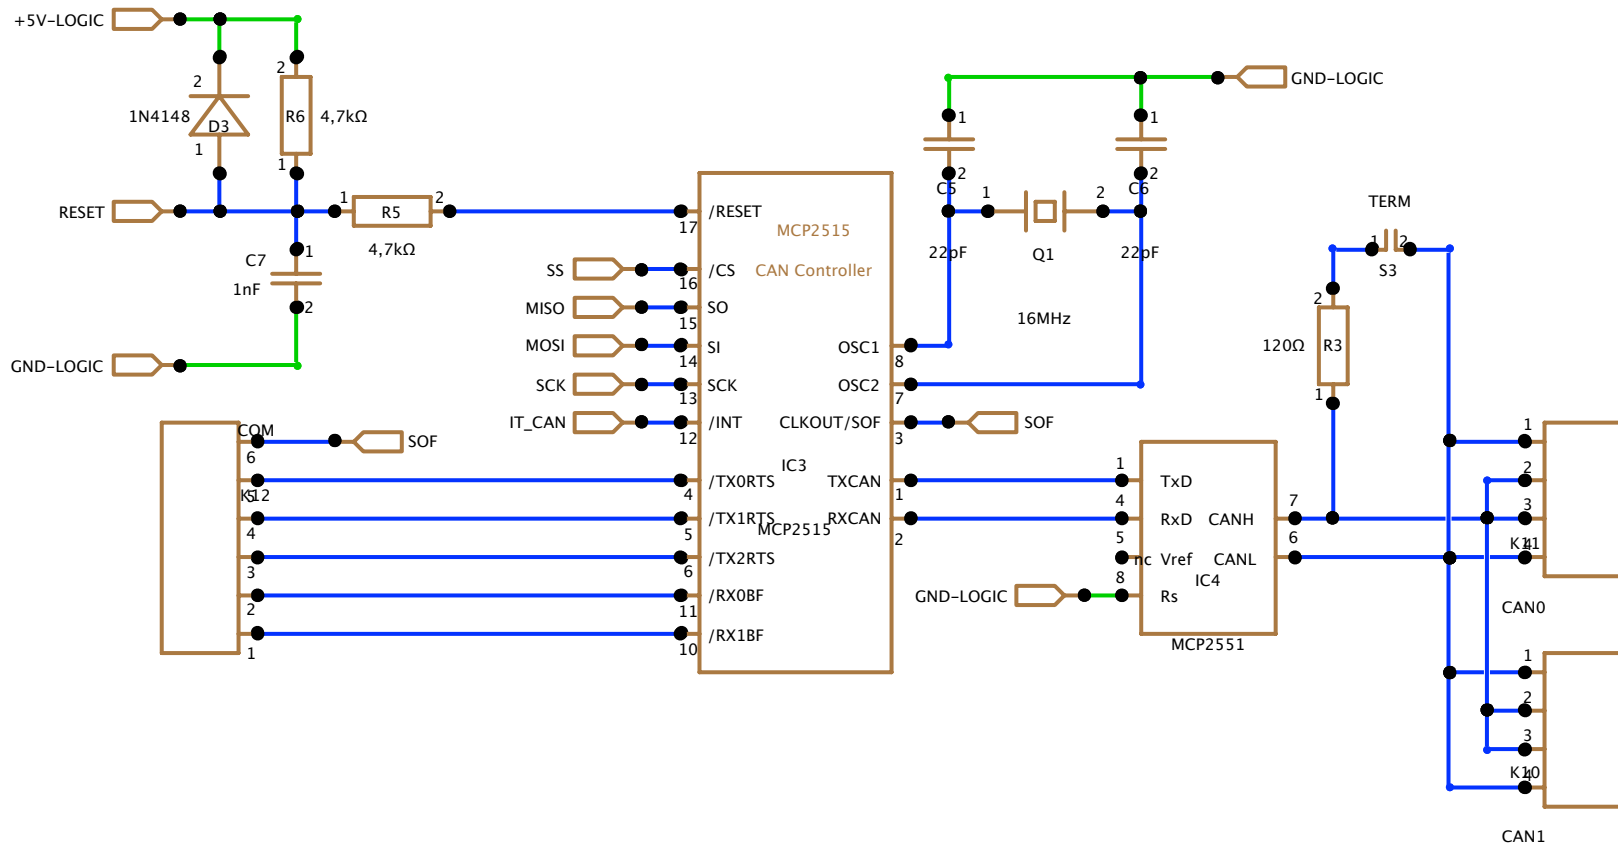 +5V-LOGIC
2
2
1N4148
D3
R6
4,7kΩ
1
1
RESET
1
R5
2
4,7kΩ
C7
1
1nF
2
GND-LOGIC
GND-LOGIC
1
1
2
2
C5
C6
1
2
22pF
Q1
22pF
16MHz
TERM
1
2
S3
2
120Ω
R3
1
/RESET
17
MCP2515
CAN Controller
SS
/CS
16
MISO
SO
15
MOSI
SI
14
SCK
SCK
13
IT_CAN
/INT
12
OSC1
8
OSC2
7
CLKOUT/SOF
3
SOF
IC3
MCP2515
COM
6
SOF
K12
5
4
3
2
1
/TX0RTS
4
/TX1RTS
5
/TX2RTS
6
/RX0BF
11
/RX1BF
10
TXCAN
1
RXCAN
2
1
TxD
4
RxD
CANH
7
5
nc
Vref
CANL
6
IC4
8
Rs
GND-LOGIC
MCP2551
1
2
3
K11
4
CAN0
1
2
3
K10
4
CAN1